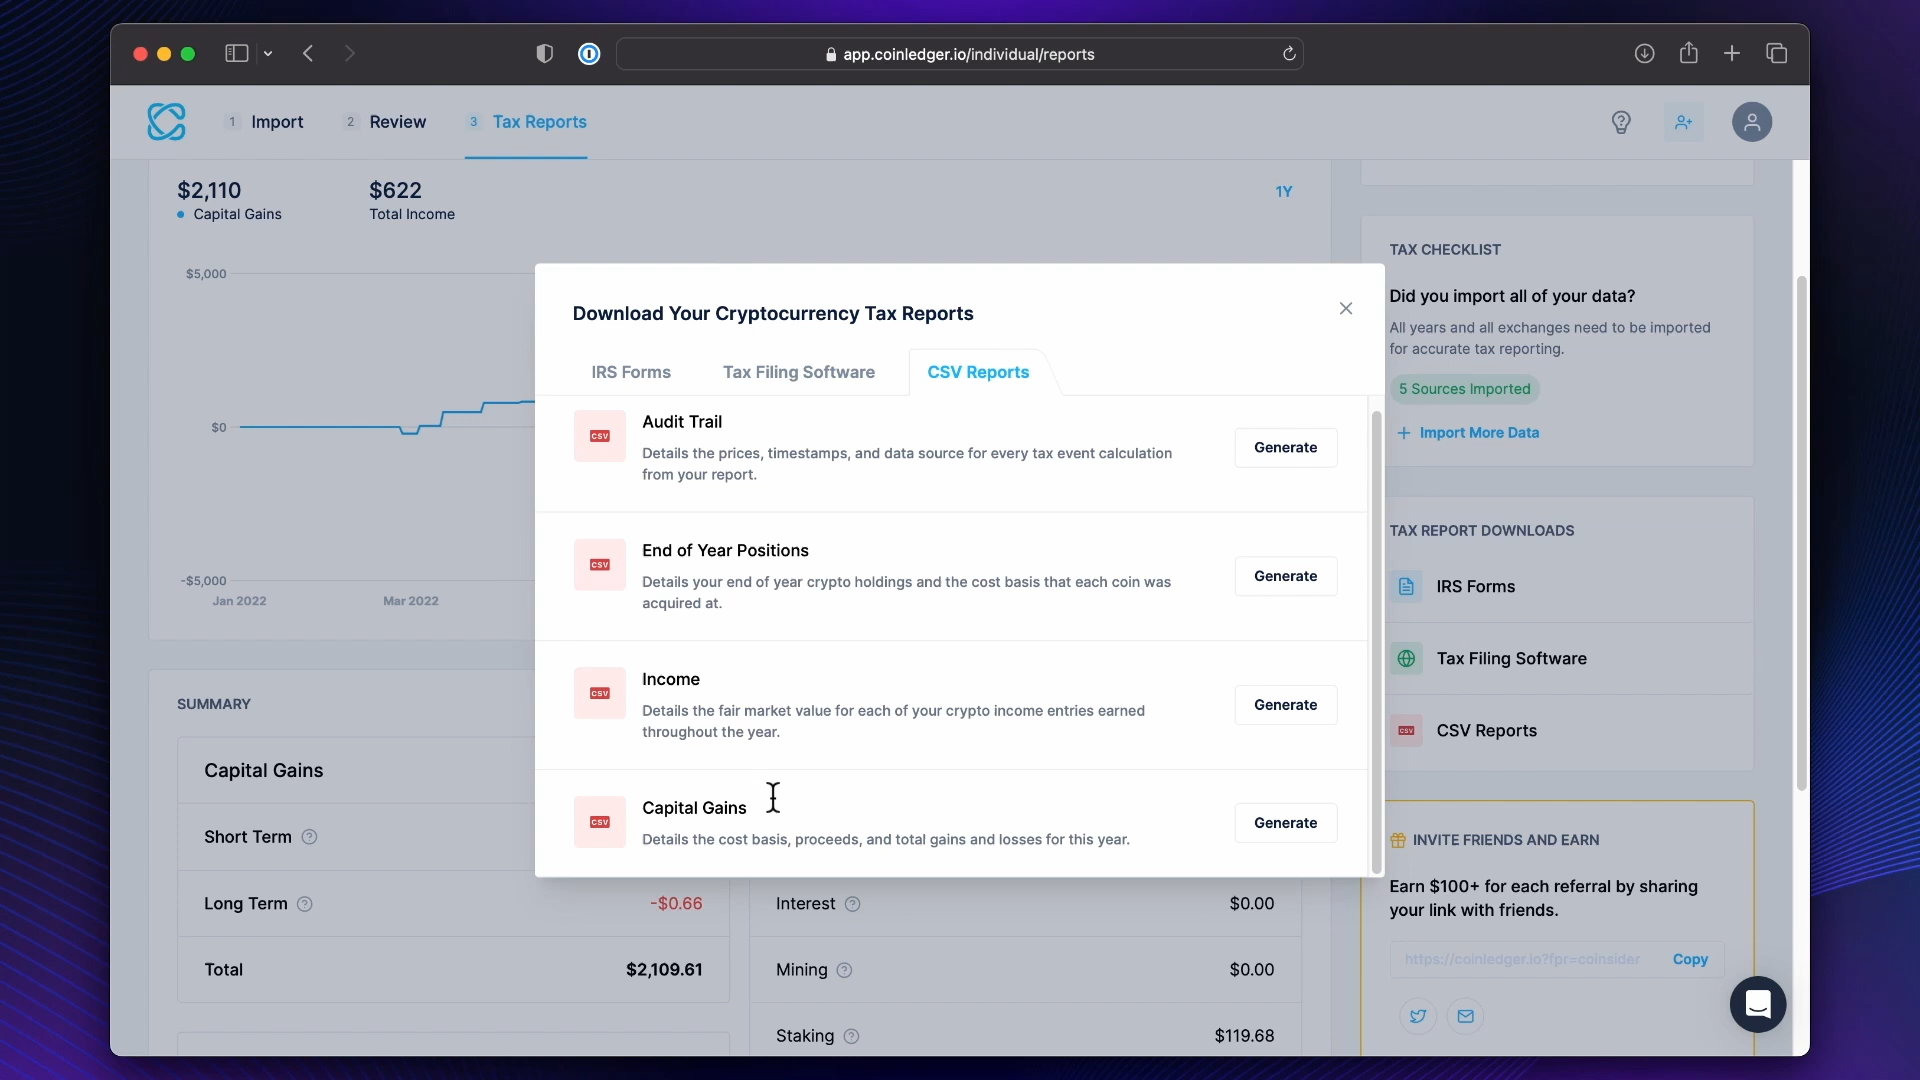 app.coinledger.io/individual/reports
1 Import
2 Review
3 Tax Reports
$2,110
Capital Gains
$622
Total Income
1Y
$5,000
$0
-$5,000
Jan 2022
Mar 2022
Download Your Cryptocurrency Tax Reports
IRS Forms
Tax Filing Software
CSV Reports
CSV
Audit Trail
Details the prices, timestamps, and data source for every tax event calculation
from your report.
Generate
CSV
End of Year Positions
Details your end of year crypto holdings and the cost basis that each coin was
acquired at.
Generate
CSV
Income
Details the fair market value for each of your crypto income entries earned
throughout the year.
Generate
CSV
Capital Gains
Details the cost basis, proceeds, and total gains and losses for this year.
Generate
SUMMARY
Capital Gains
Short Term ?
Long Term ?
-$0.66
Total
$2,109.61
Interest ?
$0.00
Mining ?
$0.00
Staking ?
$119.68
TAX CHECKLIST
Did you import all of your data?
All years and all exchanges need to be imported
for accurate tax reporting.
5 Sources Imported
+ Import More Data
TAX REPORT DOWNLOADS
IRS Forms
Tax Filing Software
CSV
CSV Reports
INVITE FRIENDS AND EARN
Earn $100+ for each referral by sharing
your link with friends.
https://coinledger.io?fpr=coinsider
Copy